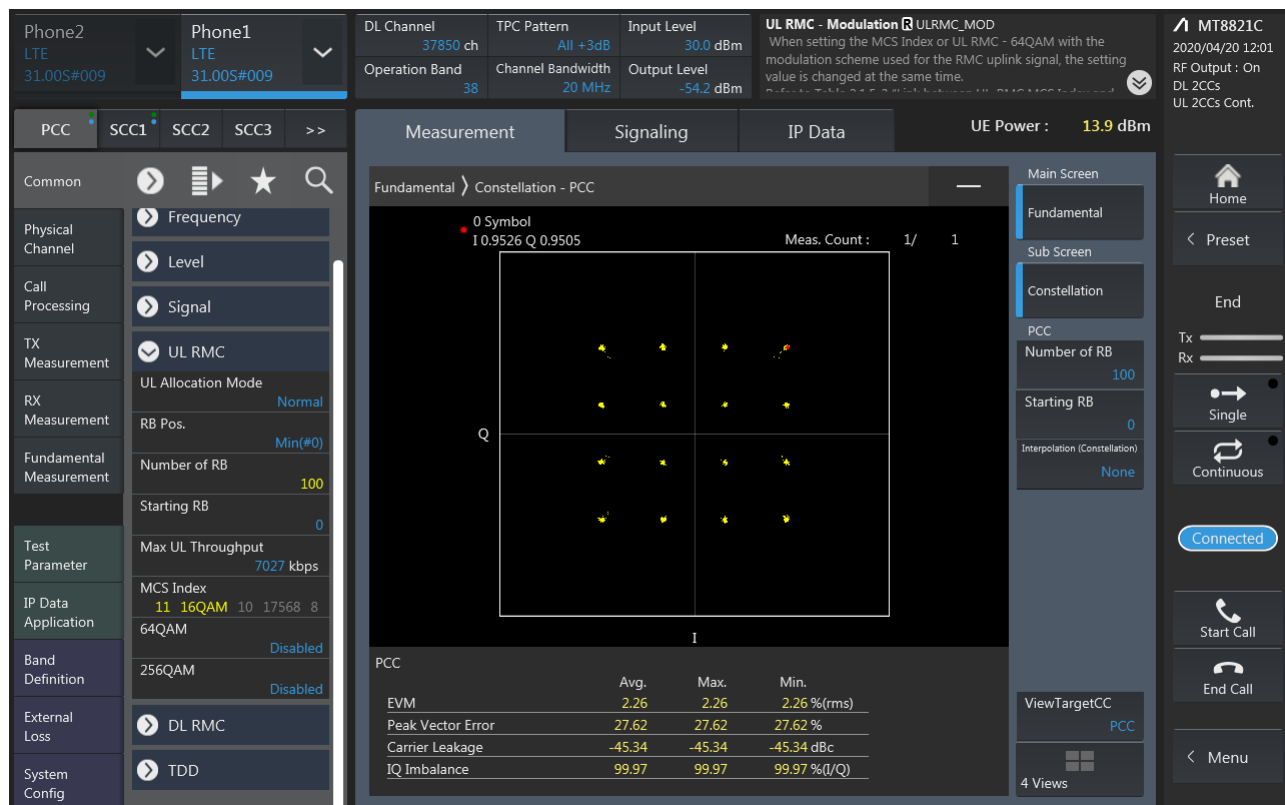 Phone2
LTE
31.00S#009
Phone1
LTE
31.00S#009
DL Channel
37850 ch
TPC Pattern
All +3dB
Input Level
30.0 dBm
Operation Band
38
Channel Bandwidth
20 MHz
Output Level
-54.2 dBm
UL RMC - Modulation R ULRMC_MOD
When setting the MCS Index or UL RMC - 64QAM with the
modulation scheme used for the RMC uplink signal, the setting
value is changed at the same time.
MT8821C
2020/04/20 12:01
RF Output : On
DL 2CCs
UL 2CCs Cont.
PCC SCC1 SCC2 SCC3 >>
Measurement Signaling IP Data
UE Power : 13.9 dBm
Common
Physical
Channel
Call
Processing
TX
Measurement
RX
Measurement
Fundamental
Measurement
Test
Parameter
IP Data
Application
Band
Definition
External
Loss
System
Config
Frequency
Level
Signal
UL RMC
UL Allocation Mode
Normal
RB Pos.
Min(#0)
Number of RB
100
Starting RB
0
Max UL Throughput
7027 kbps
MCS Index
11 16QAM 10 17568 8
64QAM
Disabled
256QAM
Disabled
DL RMC
TDD
Fundamental > Constellation - PCC
0 Symbol
I 0.9526 Q 0.9505
Meas. Count : 1/ 1
Q
I
PCC
Avg. Max. Min.
EVM 2.26 2.26 2.26 %(rms)
Peak Vector Error 27.62 27.62 27.62 %
Carrier Leakage -45.34 -45.34 -45.34 dBc
IQ Imbalance 99.97 99.97 99.97 %(I/Q)
Main Screen
Fundamental
Sub Screen
Constellation
PCC
Number of RB
100
Starting RB
0
Interpolation (Constellation)
None
ViewTargetCC
PCC
4 Views
Home
< Preset
End
Tx
Rx
Single
Continuous
Connected
Start Call
End Call
< Menu